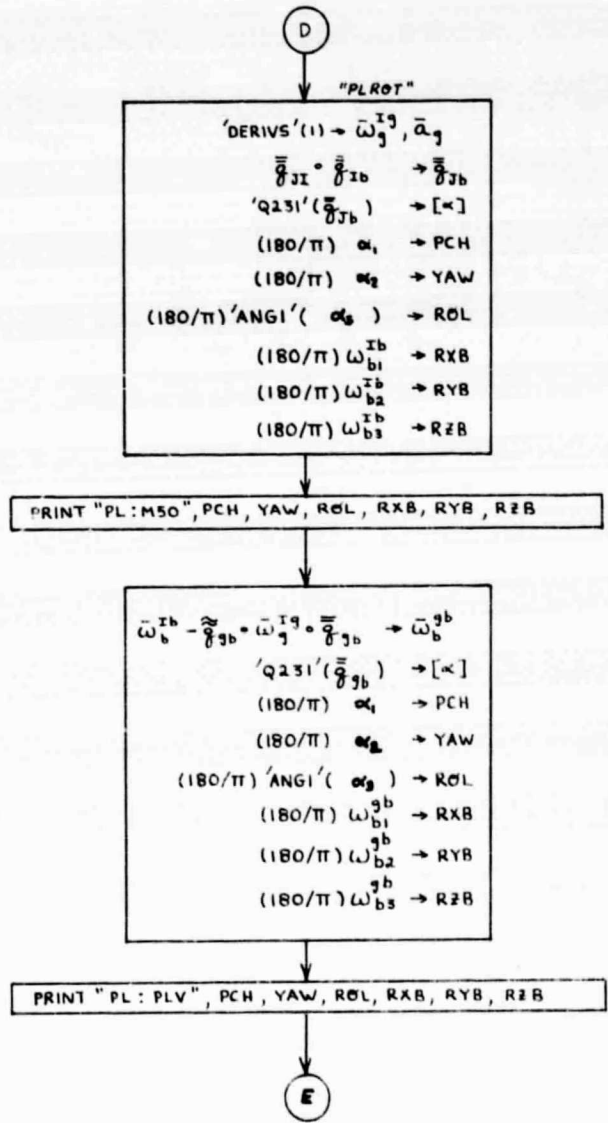 D
"PLROT"
'DERIVS'(1) → ω̄_g^Ig, ā_g
q̿_JI ∘ q̿_Ib → q̿_Jb
'Q231'(q̿_Jb) → [α]
(180/π) α₁ → PCH
(180/π) α₂ → YAW
(180/π) 'ANG1'( α₃ ) → ROL
(180/π) ω_b1^Ib → RXB
(180/π) ω_b2^Ib → RYB
(180/π) ω_b3^Ib → RZB
PRINT "PL:M50", PCH, YAW, ROL, RXB, RYB, RZB
ω̄_b^Ib - q̿̃_gb ∘ ω̄_g^Ig ∘ q̿_gb → ω̄_b^gb
'Q231'(q̿_gb) → [α]
(180/π) α₁ → PCH
(180/π) α₂ → YAW
(180/π) 'ANG1'( α₃ ) → ROL
(180/π) ω_b1^gb → RXB
(180/π) ω_b2^gb → RYB
(180/π) ω_b3^gb → RZB
PRINT "PL: PLV", PCH, YAW, ROL, RXB, RYB, RZB
E